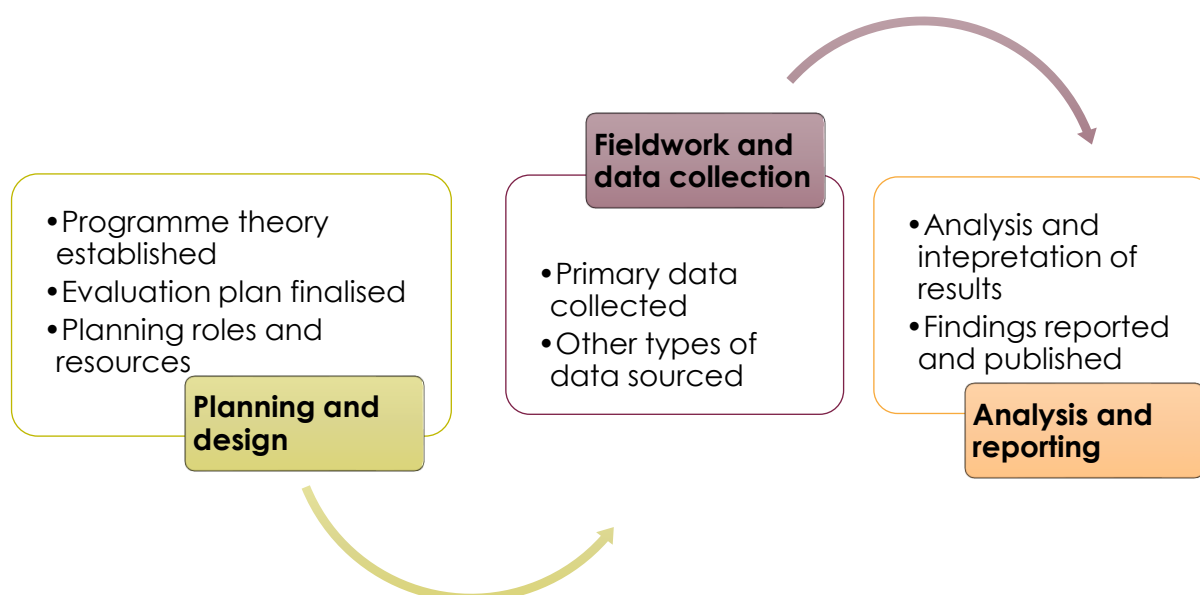 •Programme theory
established
•Evaluation plan finalised
•Planning roles and
resources
Planning and
design
Fieldwork and
data collection
•Primary data
collected
•Other types of
data sourced
•Analysis and
intepretation of
results
•Findings reported
and published
Analysis and
reporting